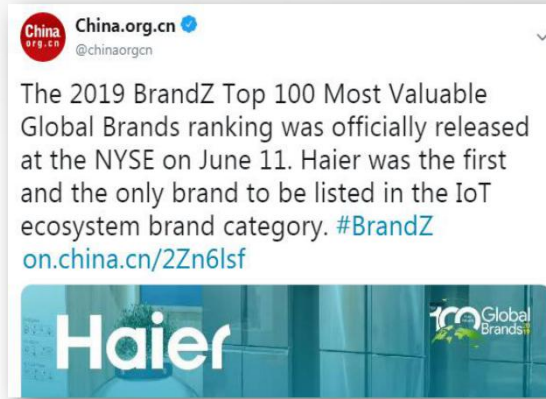 China
org.cn
China.org.cn
@chinaorgcn
The 2019 BrandZ Top 100 Most Valuable
Global Brands ranking was officially released
at the NYSE on June 11. Haier was the first
and the only brand to be listed in the IoT
ecosystem brand category. #BrandZ
on.china.cn/2Zn6lsf
Haier
100 Global
Brands